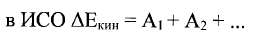 в ИСО ΔEкин = A₁ + A₂ + ...